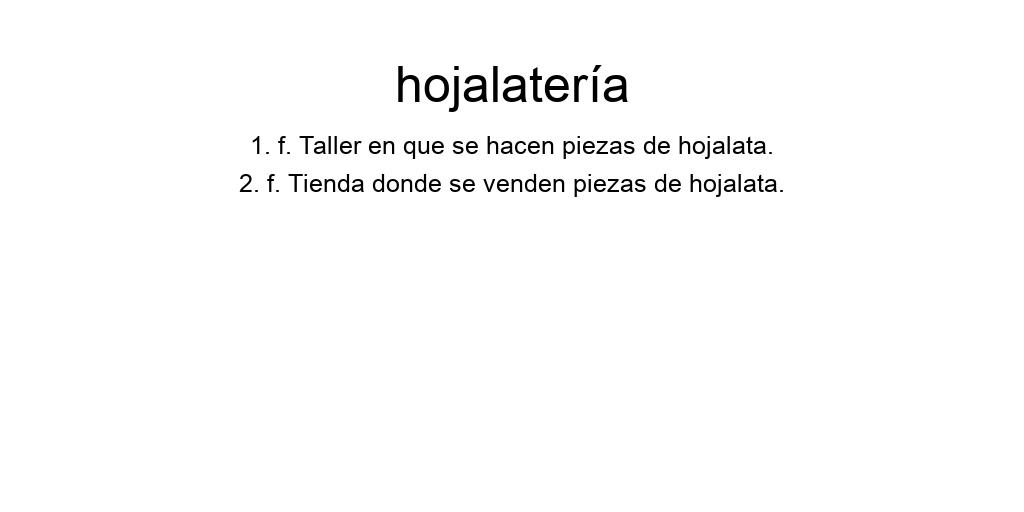 hojalatería
1. f. Taller en que se hacen piezas de hojalata.
2. f. Tienda donde se venden piezas de hojalata.